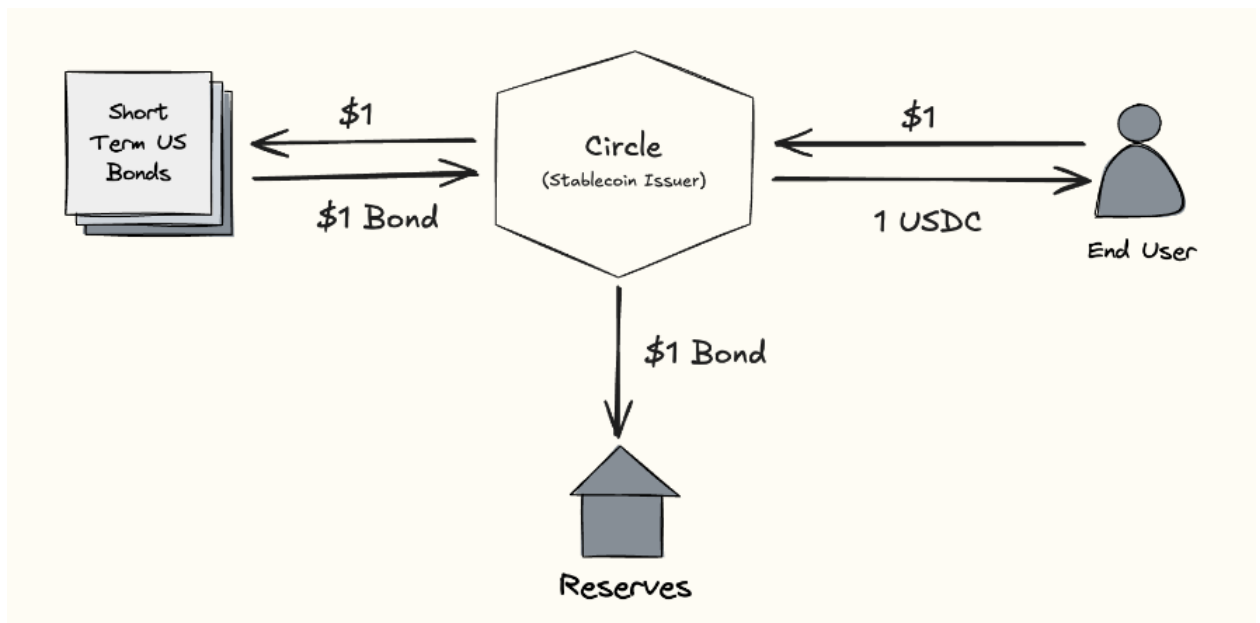 Short
Term US
Bonds
$1
$1 Bond
Circle
(Stablecoin Issuer)
$1
1 USDC
End User
$1 Bond
Reserves